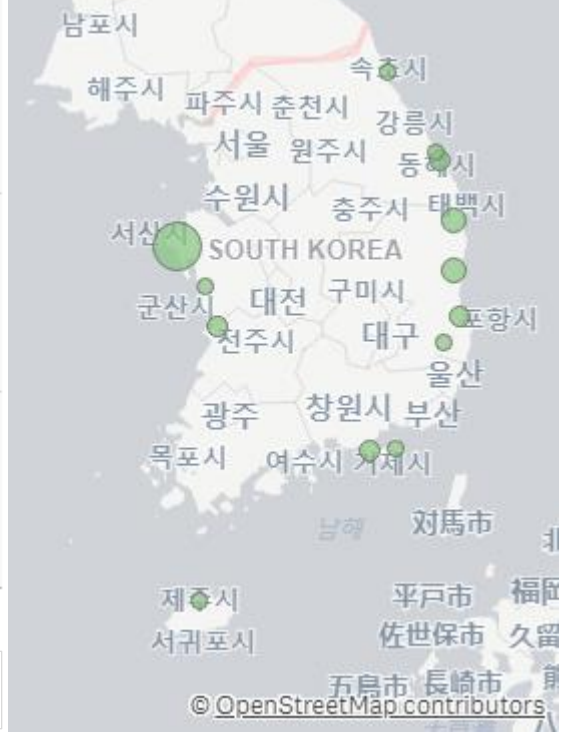 남포시
해주시
속초시
파주시 춘천시
강릉시
서울 원주시
동해시
수원시
충주시 태백시
서산시
SOUTH KOREA
대전 구미시
군산시
포항시
전주시 대구
울산
광주 창원시 부산
목포시 여수시 거제시
남해
対馬市
北
제주시
平戸市 福岡
서귀포시
佐世保市 久留
五島市 長崎市 熊
© OpenStreetMap contributors
八